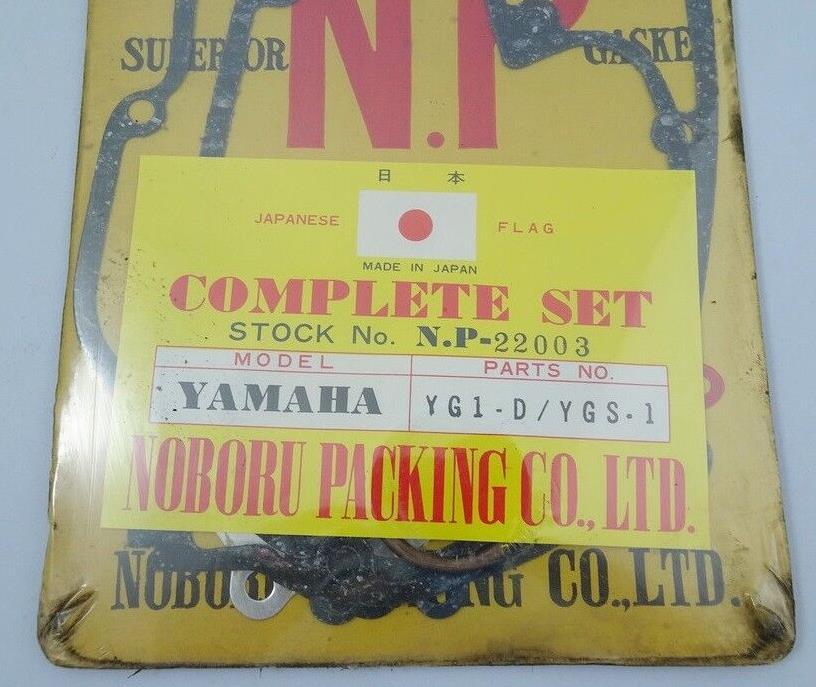 N.P
SUPERIOR GASKE
日本
JAPANESE FLAG
MADE IN JAPAN
COMPLETE SET
STOCK No. N.P-22003
MODEL PARTS NO.
YAMAHA YG1-D/YGS-1
NOBORU PACKING CO., LTD.
CO.,LTD.